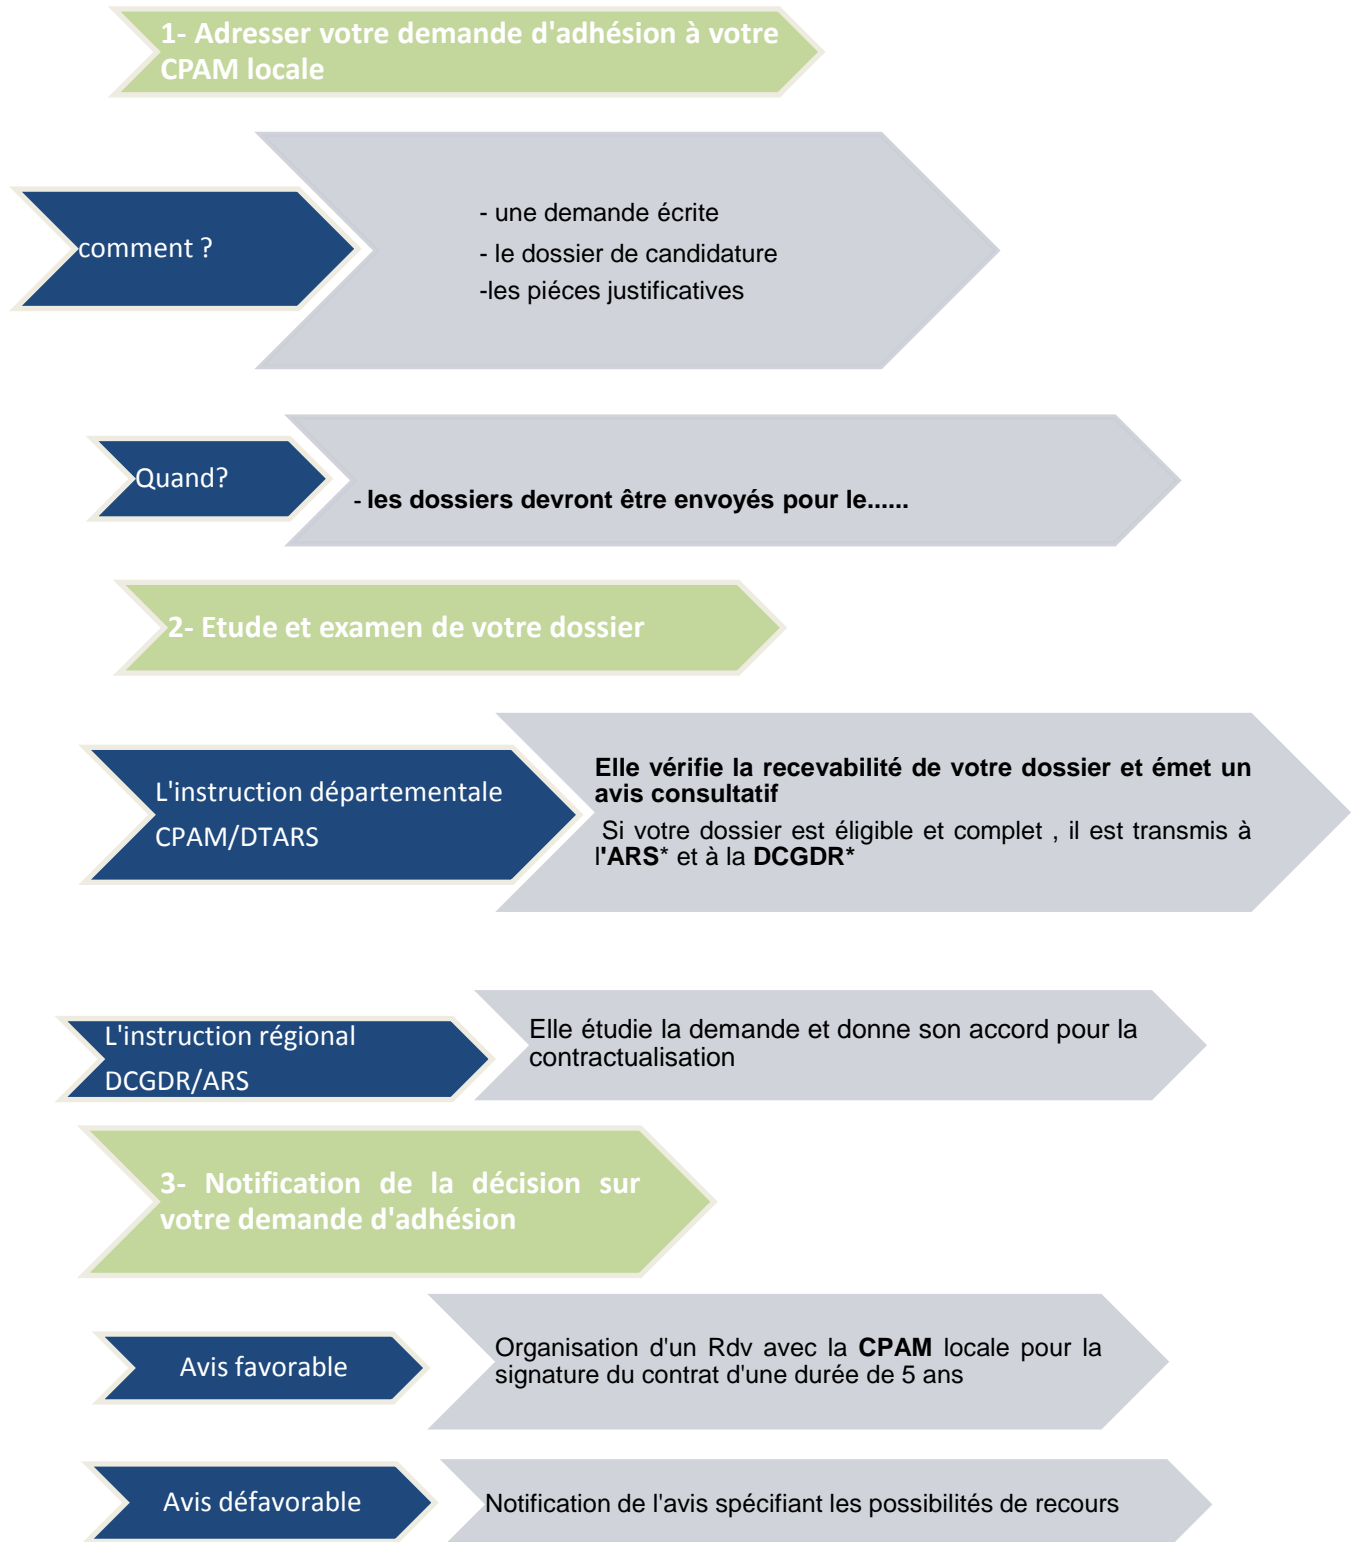 1- Adresser votre demande d'adhésion à votre
CPAM locale
comment ?
- une demande écrite
- le dossier de candidature
-les piéces justificatives
Quand?
- les dossiers devront être envoyés pour le......
2- Etude et examen de votre dossier
L'instruction départementale
CPAM/DTARS
Elle vérifie la recevabilité de votre dossier et émet un
avis consultatif
Si votre dossier est éligible et complet , il est transmis à
l'ARS* et à la DCGDR*
L'instruction régional
DCGDR/ARS
Elle étudie la demande et donne son accord pour la
contractualisation
3- Notification de la décision sur
votre demande d'adhésion
Avis favorable
Organisation d'un Rdv avec la CPAM locale pour la
signature du contrat d'une durée de 5 ans
Avis défavorable
Notification de l'avis spécifiant les possibilités de recours